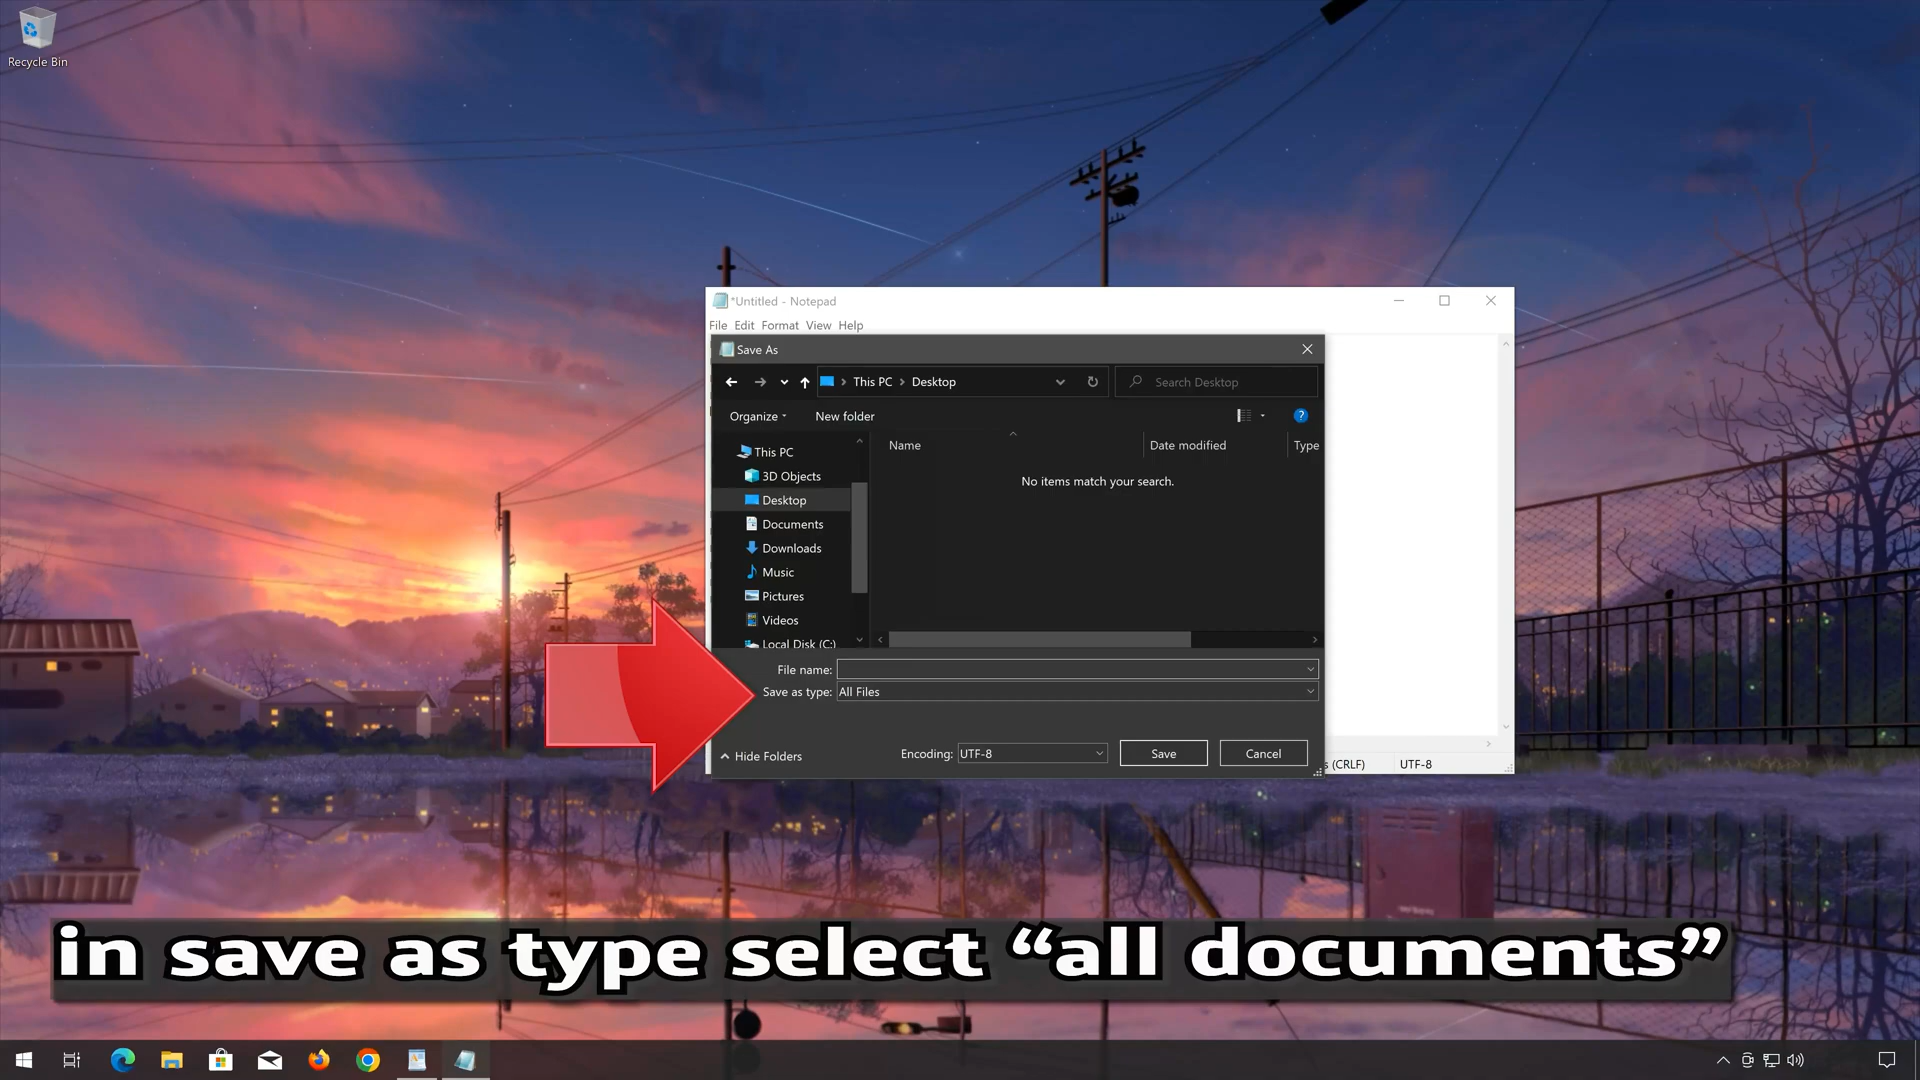 Recycle Bin
*Untitled - Notepad
File Edit Format View Help
Save As
This PC Desktop
Search Desktop
Organize New folder
?
Name Date modified Type
No items match your search.
This PC
3D Objects
Desktop
Documents
Downloads
Music
Pictures
Videos
Local Disk (C:)
File name:
Save as type: All Files
Hide Folders Encoding: UTF-8 Save Cancel
s (CRLF) UTF-8
in save as type select “all documents”